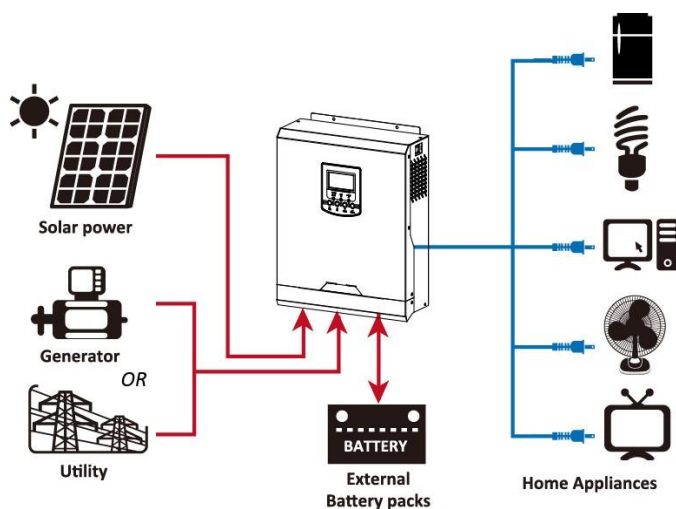 Solar power
Generator
OR
Utility
BATTERY
External
Battery packs
Home Appliances